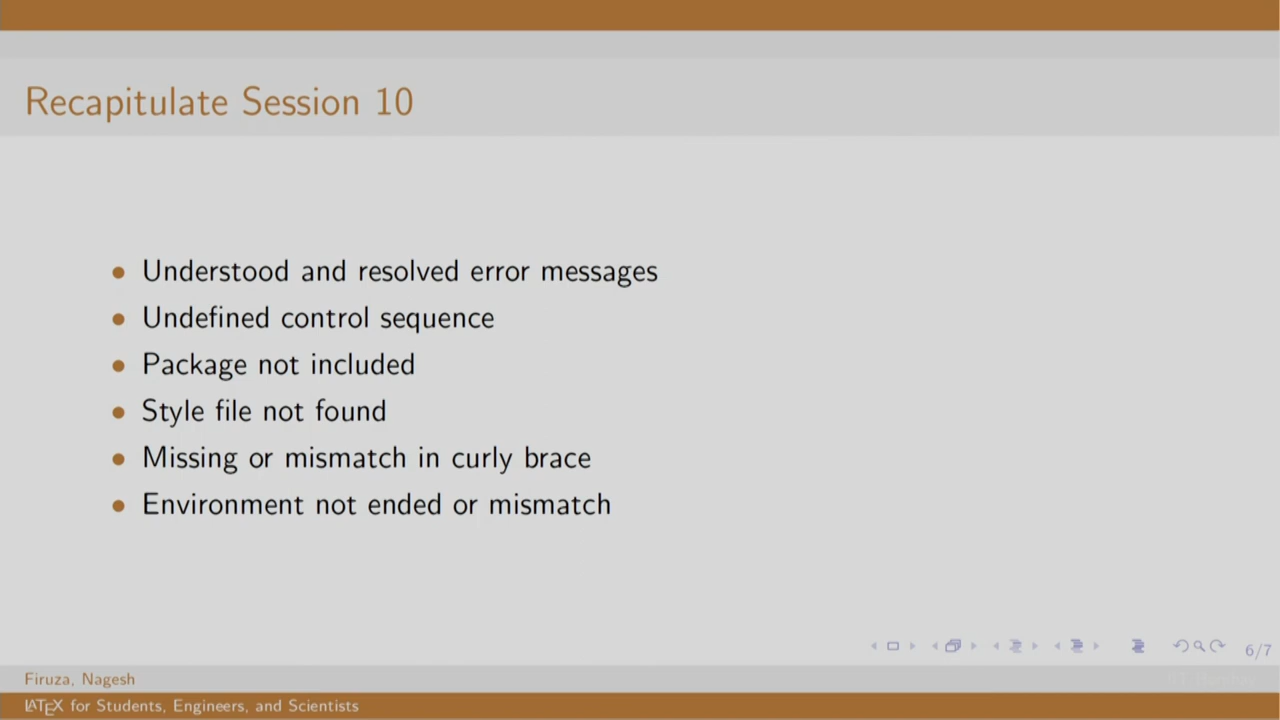 Recapitulate Session 10
• Understood and resolved error messages
• Undefined control sequence
• Package not included
• Style file not found
• Missing or mismatch in curly brace
• Environment not ended or mismatch
6/7
Firuza, Nagesh
LATEX for Students, Engineers, and Scientists